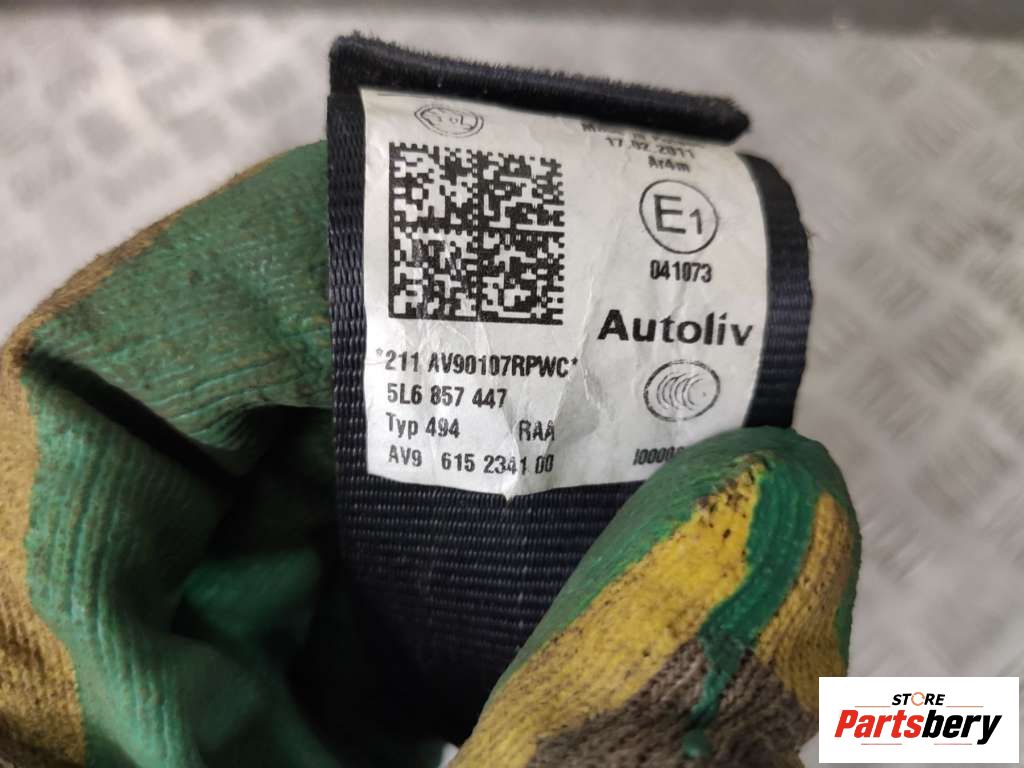 17.02.2011
Ar4m
E1
041073
Autoliv
*211 AV90107RPWC*
5L6 857 447
Typ 494 RAA
AV9 615 2341 00
STORE
Partsbery